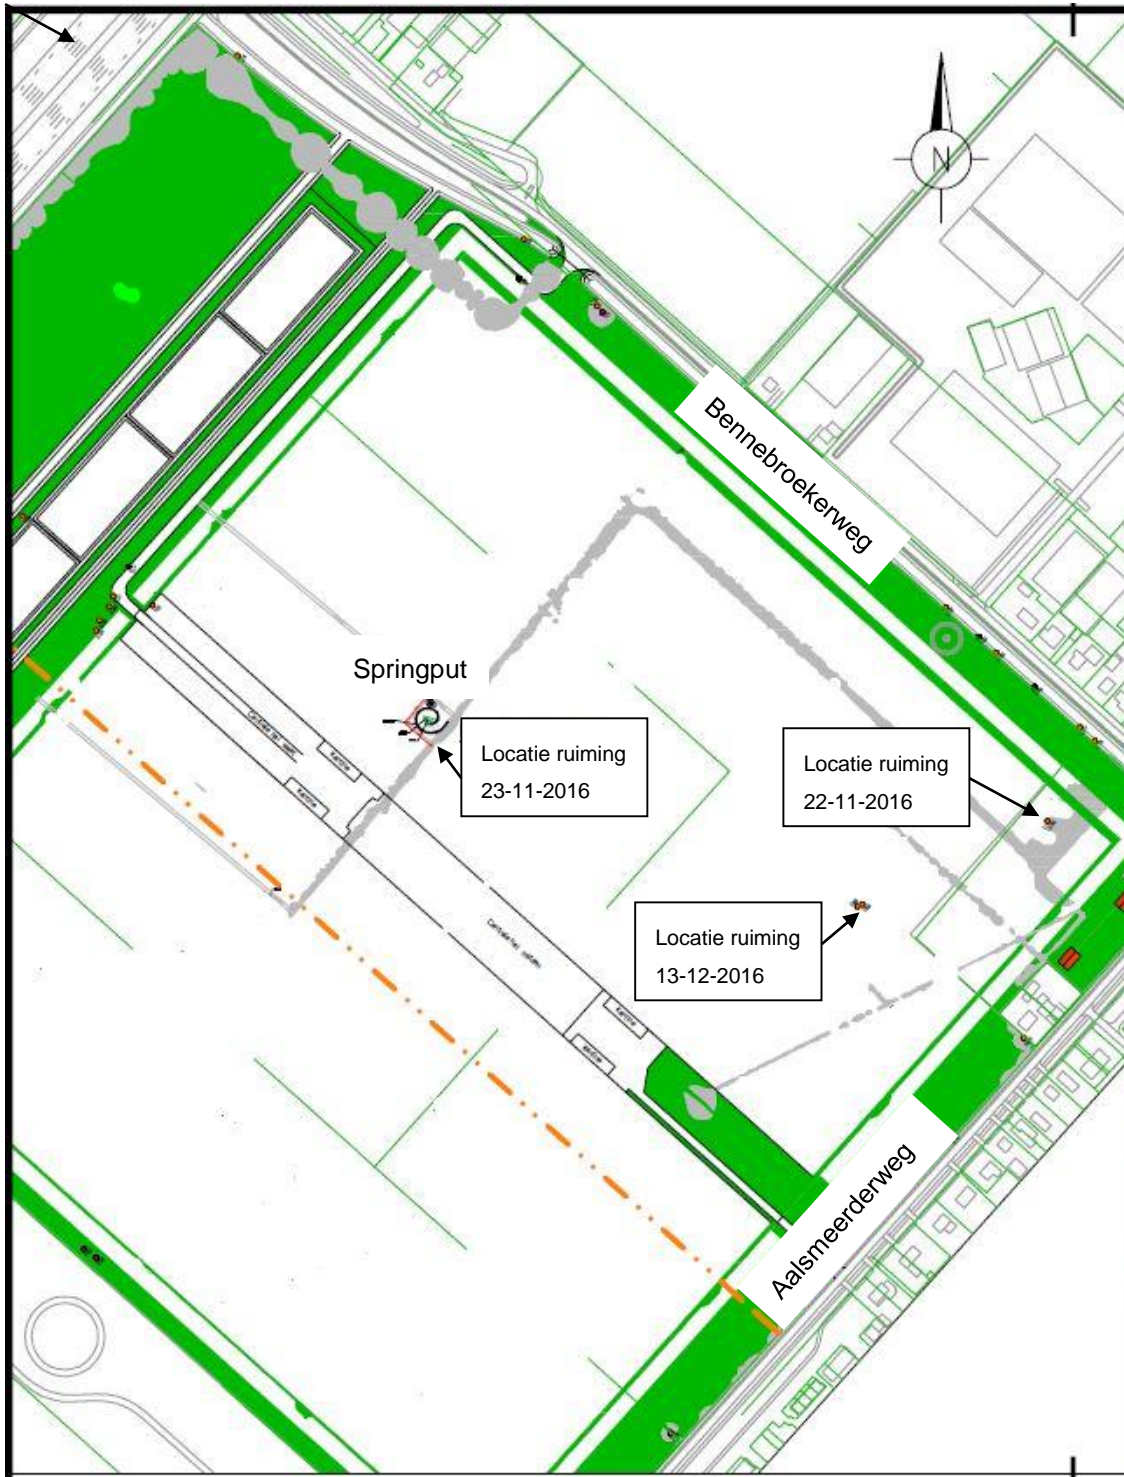 N
Bennebroekerweg
Springput
Locatie ruiming
23-11-2016
Locatie ruiming
22-11-2016
Locatie ruiming
13-12-2016
Aalsmeerderweg